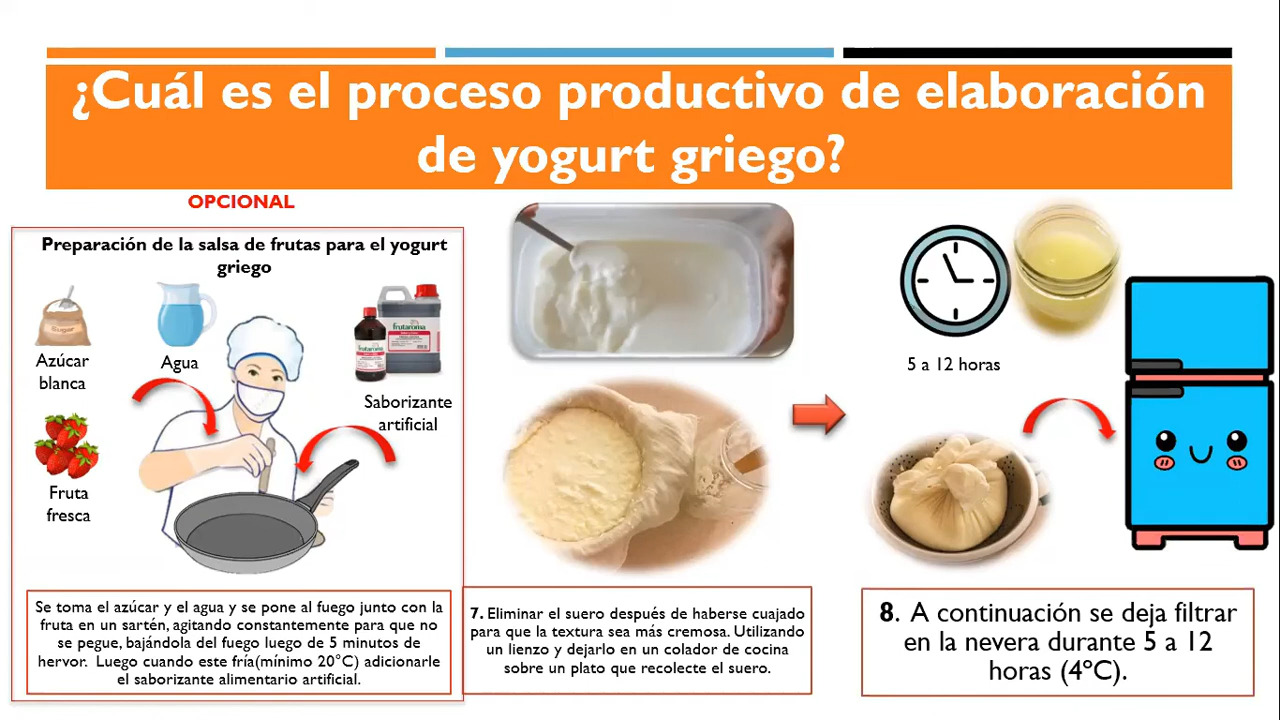 ¿Cuál es el proceso productivo de elaboración
de yogurt griego?
OPCIONAL
Preparación de la salsa de frutas para el yogurt
griego
Sugar
Azúcar
blanca
Agua
frutaroma
frutaroma
Saborizante
artificial
Fruta
fresca
Se toma el azúcar y el agua y se pone al fuego junto con la
fruta en un sartén, agitando constantemente para que no
se pegue, bajándola del fuego luego de 5 minutos de
hervor. Luego cuando este fría(mínimo 20°C) adicionarle
el saborizante alimentario artificial.
7. Eliminar el suero después de haberse cuajado
para que la textura sea más cremosa. Utilizando
un lienzo y dejarlo en un colador de cocina
sobre un plato que recolecte el suero.
5 a 12 horas
8. A continuación se deja filtrar
en la nevera durante 5 a 12
horas (4ºC).